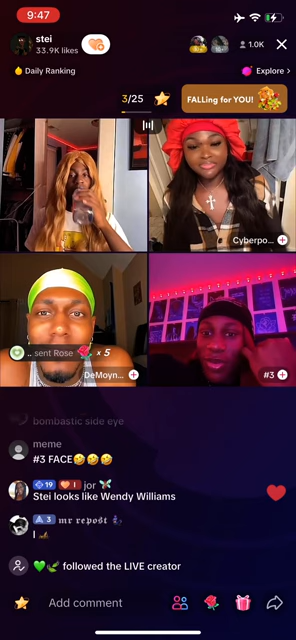 9:47
stei
33.9K likes
1.0K
Daily Ranking
Explore >
3/25
FALLing for YOU!
Cyberpo...
.. sent Rose x 5
DeMoyn...
#3
bombastic side eye
meme
#3 FACE🤣🤣🤣
19 1 jor 🦋
Stei looks like Wendy Williams
3 𝖒𝖗 𝖗𝖊𝖕𝖔𝖘𝖙
I
💚🌿 followed the LIVE creator
Add comment